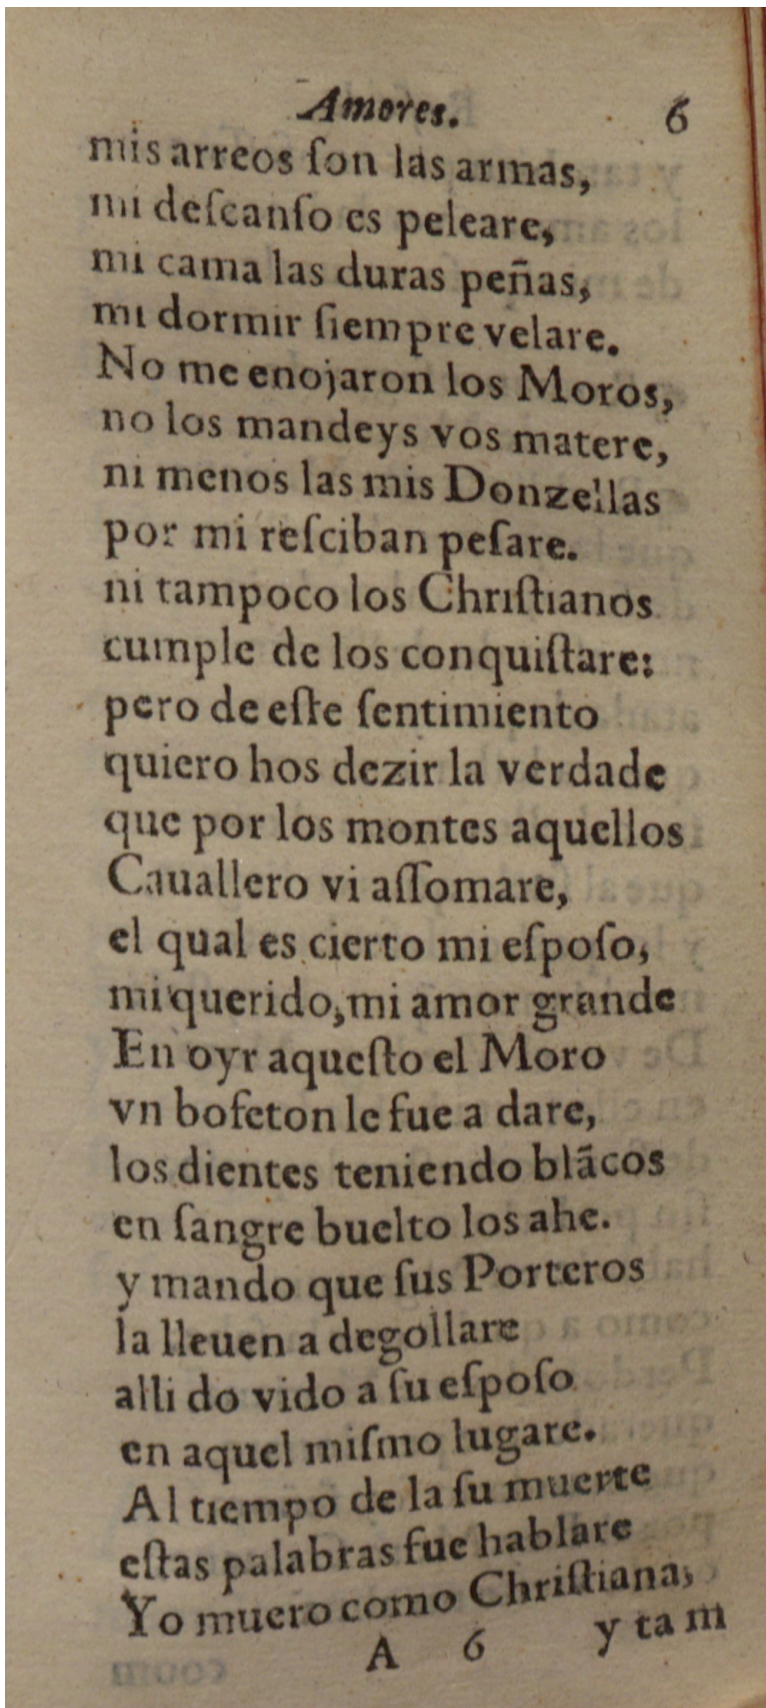 Amores. 6
mis arreos ſon las armas,
mi deſcanſo es peleare,
mi cama las duras peñas,
mi dormir ſiempre velare.
No me enojaron los Moros,
no los mandeys vos matere,
ni menos las mis Donzellas
por mi reſciban peſare.
ni tampoco los Chriſtianos
cumple de los conquiſtare:
pero de eſte ſentimiento
quiero hos dezir la verdade
que por los montes aquellos
Cauallero vi aſſomare,
el qual es cierto mi eſpoſo,
mi querido, mi amor grande
En oyr aqueſto el Moro
vn bofeton le fue a dare,
los dientes teniendo blãcos
en ſangre buelto los ahe.
y mando que ſus Porteros
la lleuen a degollare
alli do vido a ſu eſpoſo
en aquel miſmo lugare.
Al tiempo de la ſu muerte
eſtas palabras fue hablare
Yo muero como Chriſtiana,
A 6 y tam